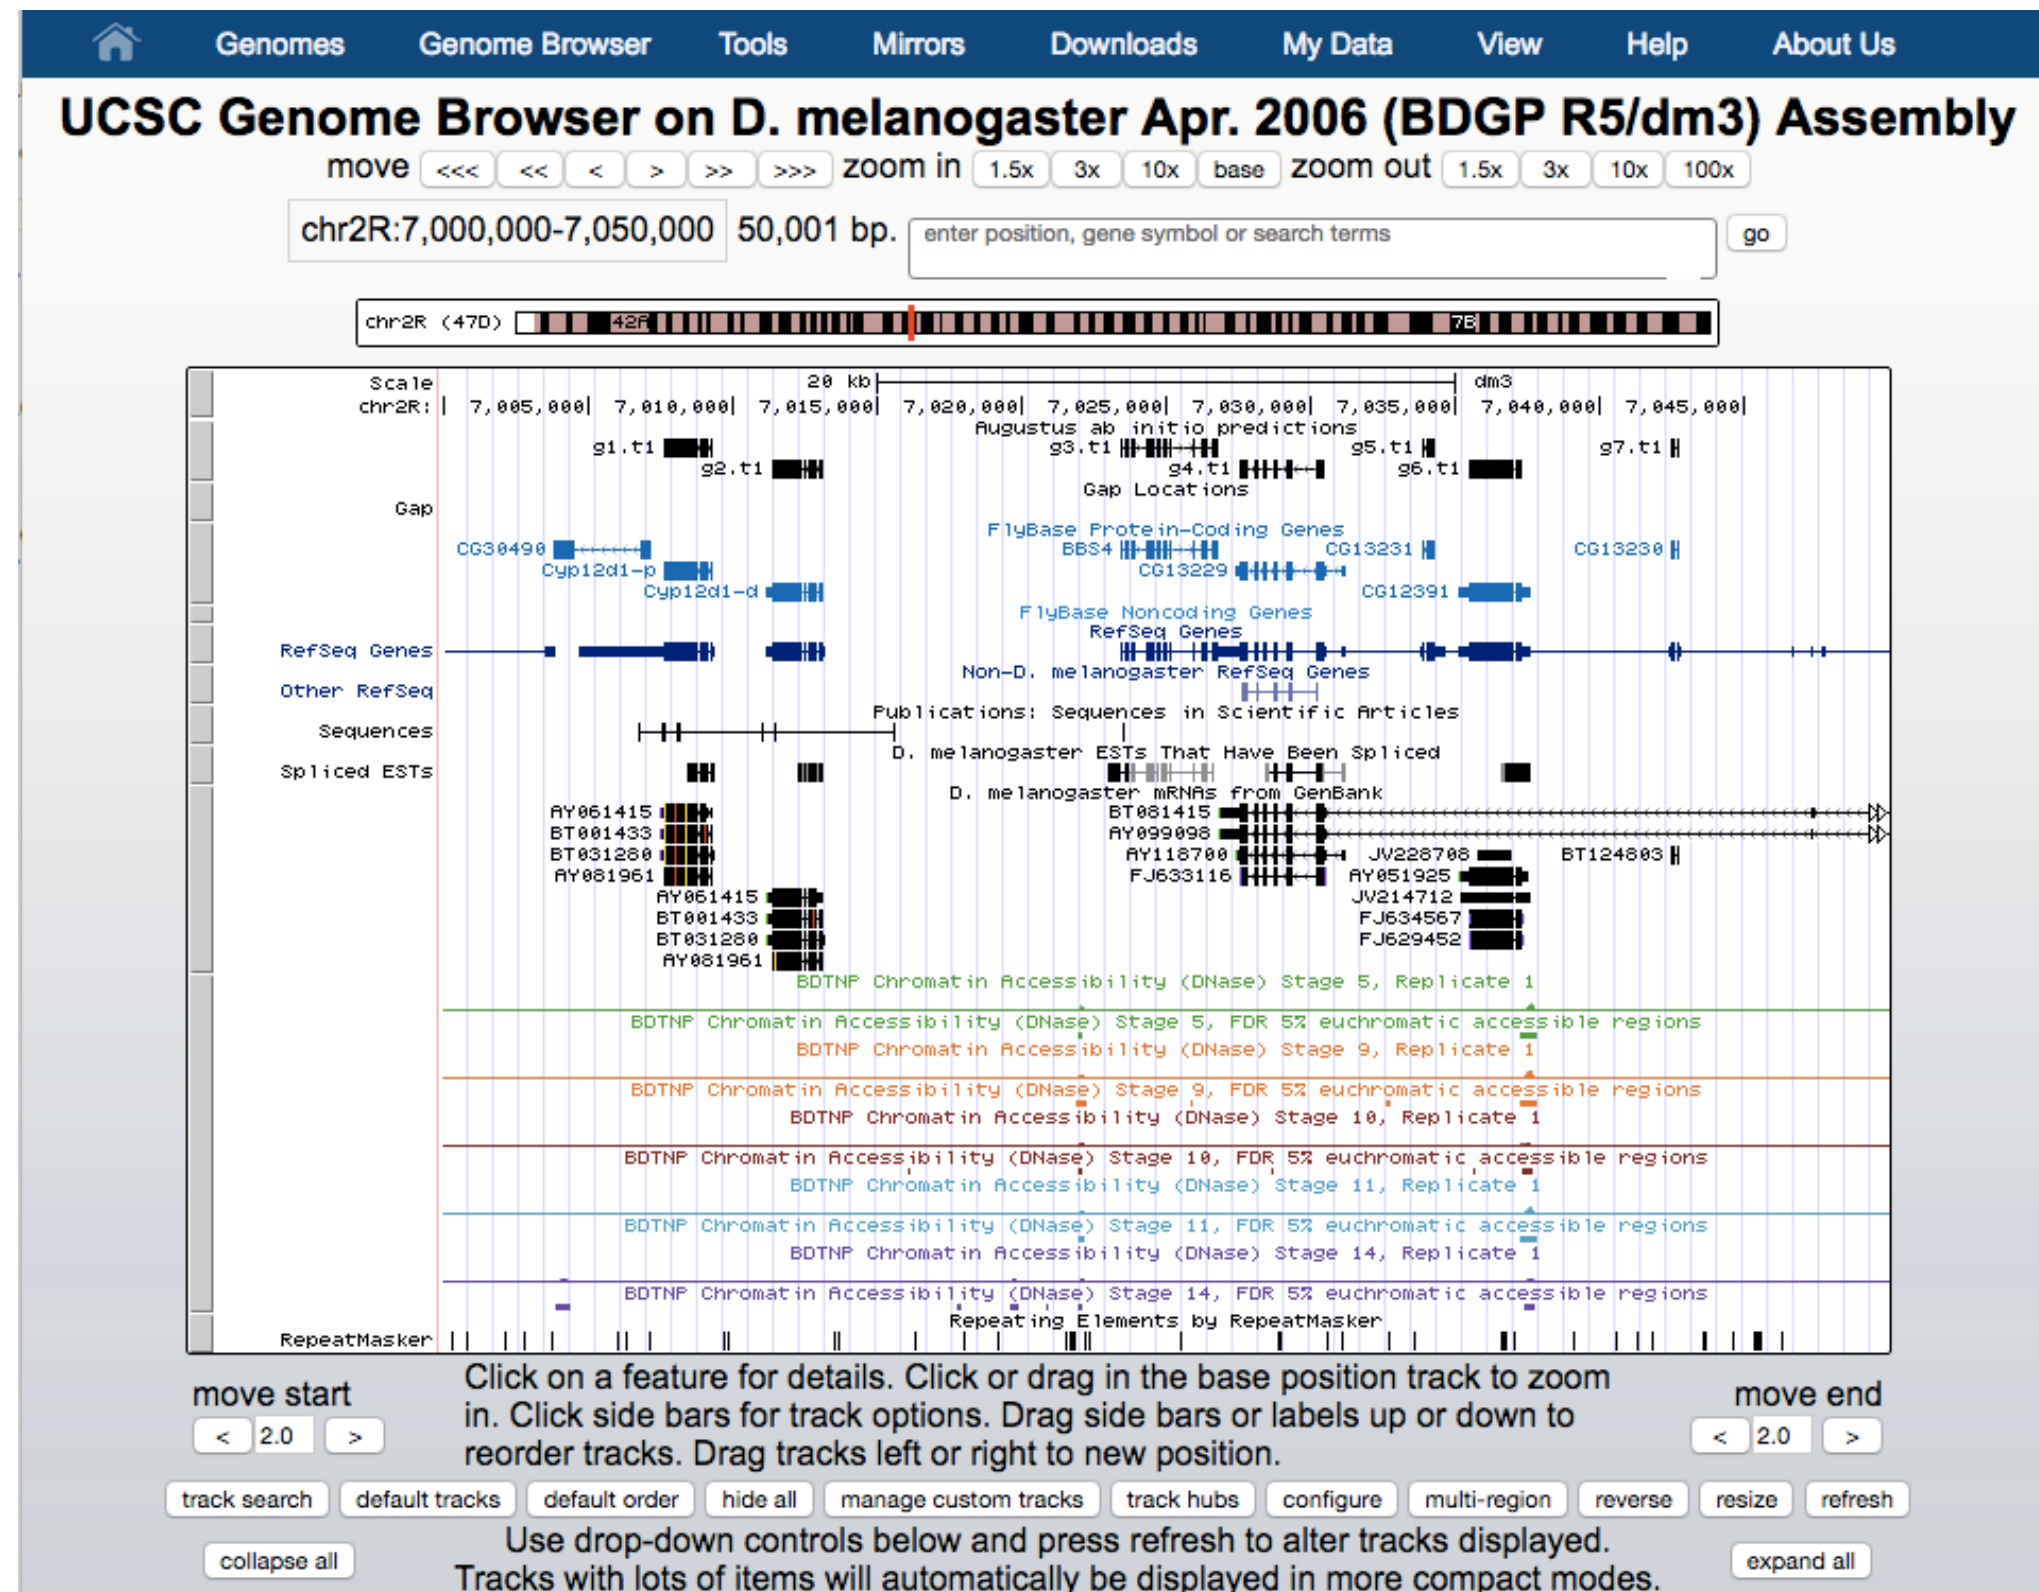 Genomes Genome Browser Tools Mirrors Downloads My Data View Help About Us
UCSC Genome Browser on D. melanogaster Apr. 2006 (BDGP R5/dm3) Assembly
move <<< << < > >> >>> zoom in 1.5x 3x 10x base zoom out 1.5x 3x 10x 100x
chr2R:7,000,000-7,050,000 50,001 bp. enter position, gene symbol or search terms go
chr2R (47D) 42A 7B
Scale 20 kb dm3
chr2R: 7,005,000 7,010,000 7,015,000 7,020,000 7,025,000 7,030,000 7,035,000 7,040,000 7,045,000
Augustus ab initio predictions
g1.t1 g3.t1 g5.t1 g7.t1
g2.t1 g4.t1 g6.t1
Gap Locations
Gap
FlyBase Protein-Coding Genes
CG30490 BBS4 CG13231 CG13230
Cyp12d1-p CG13229
Cyp12d1-d CG12391
FlyBase Noncoding Genes
RefSeq Genes
RefSeq Genes
Non-D. melanogaster RefSeq Genes
Other RefSeq
Publications: Sequences in Scientific Articles
Sequences
D. melanogaster ESTs That Have Been Spliced
Spliced ESTs
D. melanogaster mRNAs from GenBank
AY061415 BT081415
BT001433 AY099098
BT031280 AY118700 JV228708 BT124803
AY081961 FJ633116 AY051925
AY061415 JV214712
BT001433 FJ634567
BT031280 FJ629452
AY081961
BDTNP Chromatin Accessibility (DNase) Stage 5, Replicate 1
BDTNP Chromatin Accessibility (DNase) Stage 5, FDR 5% euchromatic accessible regions
BDTNP Chromatin Accessibility (DNase) Stage 9, Replicate 1
BDTNP Chromatin Accessibility (DNase) Stage 9, FDR 5% euchromatic accessible regions
BDTNP Chromatin Accessibility (DNase) Stage 10, Replicate 1
BDTNP Chromatin Accessibility (DNase) Stage 10, FDR 5% euchromatic accessible regions
BDTNP Chromatin Accessibility (DNase) Stage 11, Replicate 1
BDTNP Chromatin Accessibility (DNase) Stage 11, FDR 5% euchromatic accessible regions
BDTNP Chromatin Accessibility (DNase) Stage 14, Replicate 1
BDTNP Chromatin Accessibility (DNase) Stage 14, FDR 5% euchromatic accessible regions
Repeating Elements by RepeatMasker
RepeatMasker
move start
< 2.0 >
Click on a feature for details. Click or drag in the base position track to zoom
in. Click side bars for track options. Drag side bars or labels up or down to
reorder tracks. Drag tracks left or right to new position.
move end
< 2.0 >
track search default tracks default order hide all manage custom tracks track hubs configure multi-region reverse resize refresh
collapse all
Use drop-down controls below and press refresh to alter tracks displayed.
Tracks with lots of items will automatically be displayed in more compact modes.
expand all